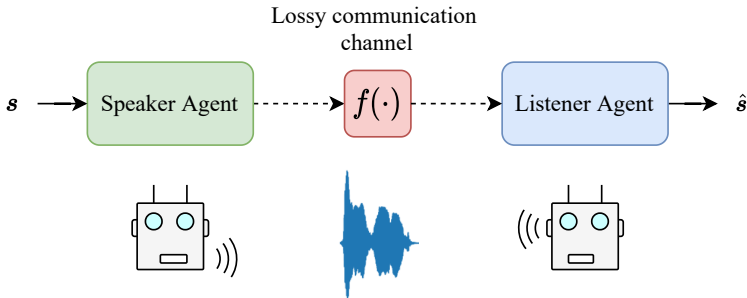 Lossy communication
channel
s
Speaker Agent
f(·)
Listener Agent
ŝ